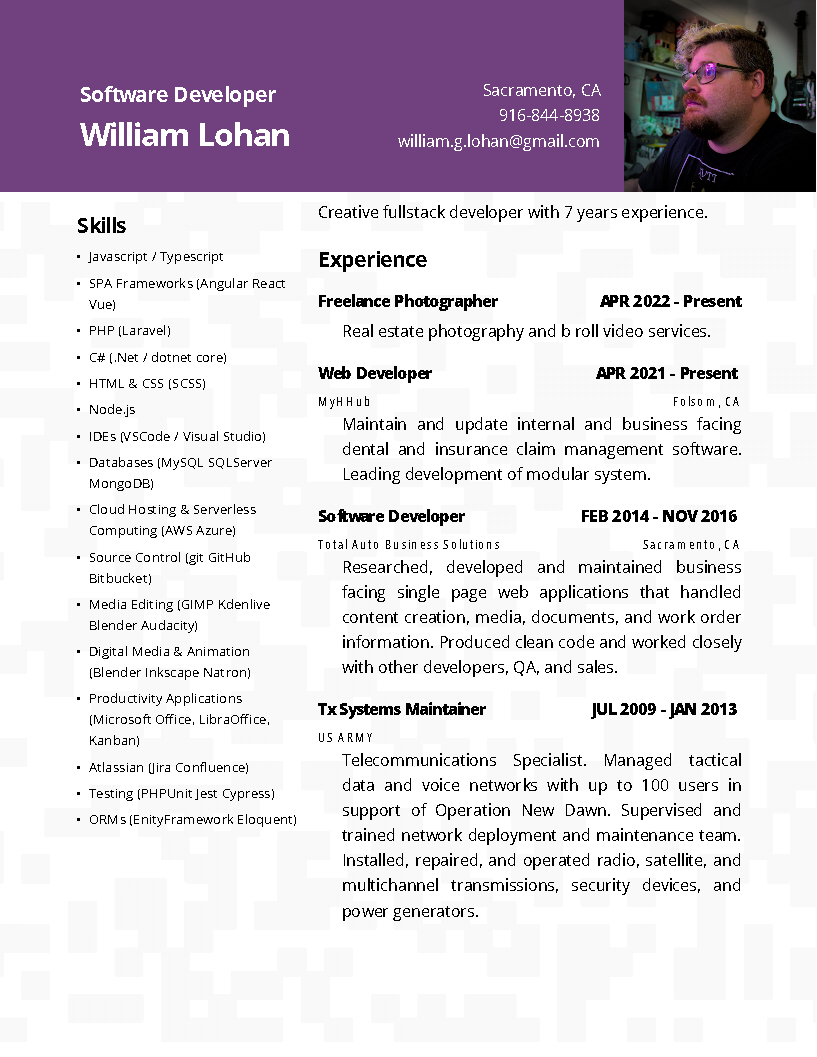 Software Developer
William Lohan
Sacramento, CA
916-844-8938
william.g.lohan@gmail.com
Skills
• Javascript / Typescript
• SPA Frameworks (Angular React
Vue)
• PHP (Laravel)
• C# (.Net / dotnet core)
• HTML & CSS (SCSS)
• Node.js
• IDEs (VSCode / Visual Studio)
• Databases (MySQL SQLServer
MongoDB)
• Cloud Hosting & Serverless
Computing (AWS Azure)
• Source Control (git GitHub
Bitbucket)
• Media Editing (GIMP Kdenlive
Blender Audacity)
• Digital Media & Animation
(Blender Inkscape Natron)
• Productivity Applications
(Microsoft Office, LibraOffice,
Kanban)
• Atlassian (Jira Confluence)
• Testing (PHPUnit Jest Cypress)
• ORMs (EnityFramework Eloquent)
Creative fullstack developer with 7 years experience.
Experience
Freelance Photographer APR 2022 - Present
Real estate photography and b roll video services.
Web Developer APR 2021 - Present
MyHHub Folsom, CA
Maintain and update internal and business facing
dental and insurance claim management software.
Leading development of modular system.
Software Developer FEB 2014 - NOV 2016
Total Auto Business Solutions Sacramento, CA
Researched, developed and maintained business
facing single page web applications that handled
content creation, media, documents, and work order
information. Produced clean code and worked closely
with other developers, QA, and sales.
Tx Systems Maintainer JUL 2009 - JAN 2013
US ARMY
Telecommunications Specialist. Managed tactical
data and voice networks with up to 100 users in
support of Operation New Dawn. Supervised and
trained network deployment and maintenance team.
Installed, repaired, and operated radio, satellite, and
multichannel transmissions, security devices, and
power generators.